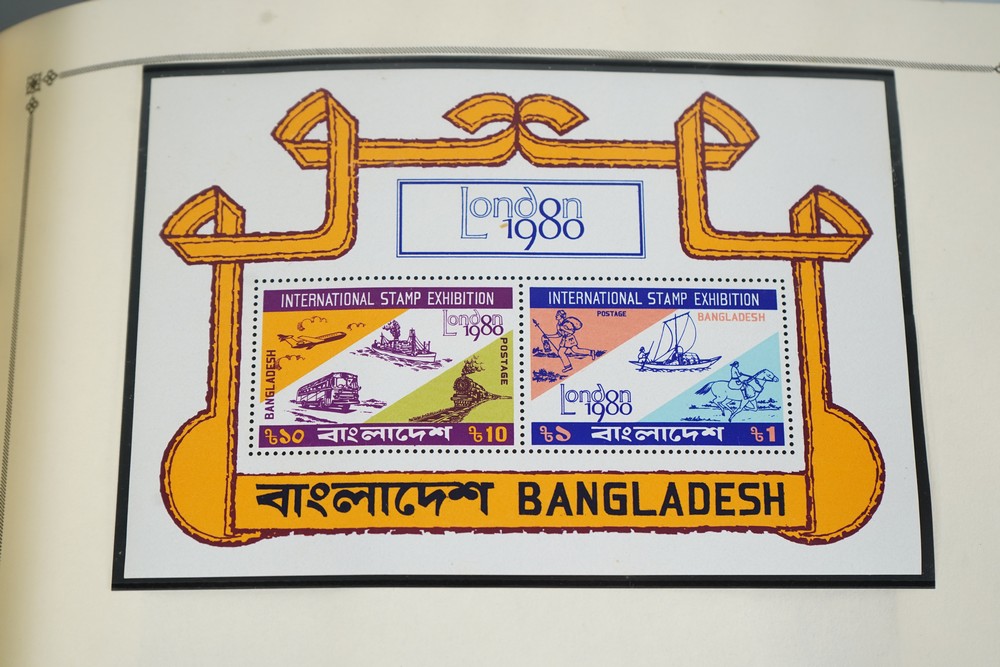 London
1980
INTERNATIONAL STAMP EXHIBITION
London
1980
BANGLADESH
POSTAGE
৳১০ বাংলাদেশ ৳10
INTERNATIONAL STAMP EXHIBITION
POSTAGE
BANGLADESH
London
1980
৳১ বাংলাদেশ ৳1
বাংলাদেশ BANGLADESH